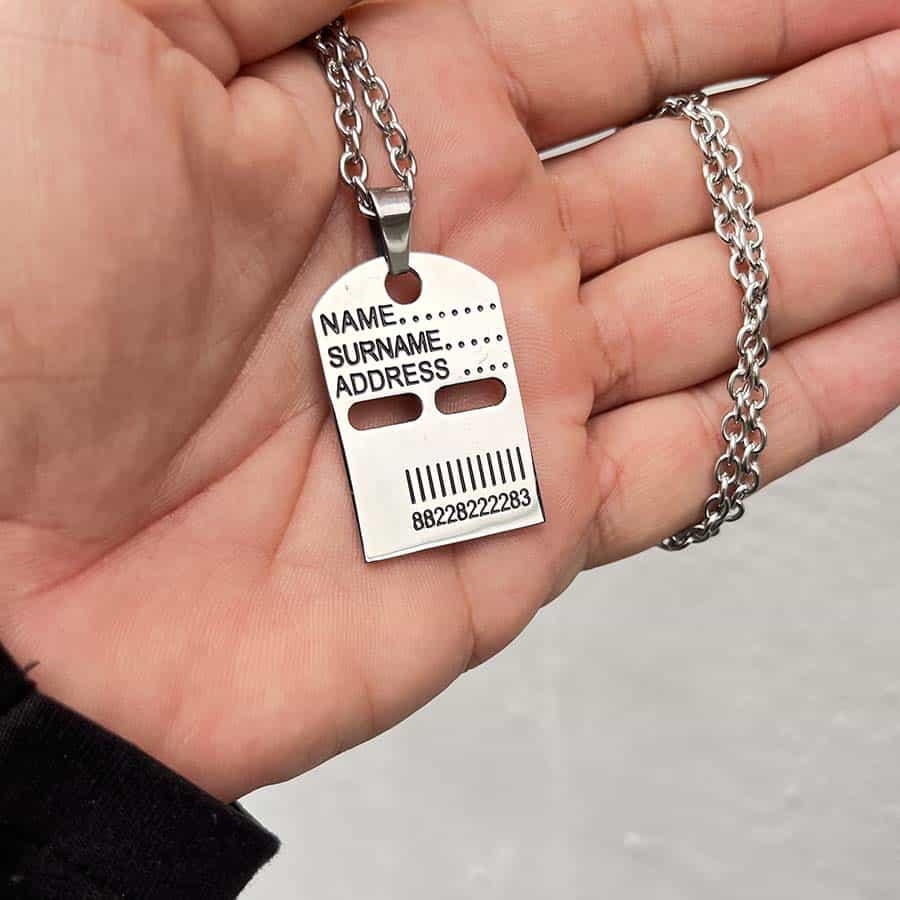 NAME........
SURNAME.....
ADDRESS ....
88228222283